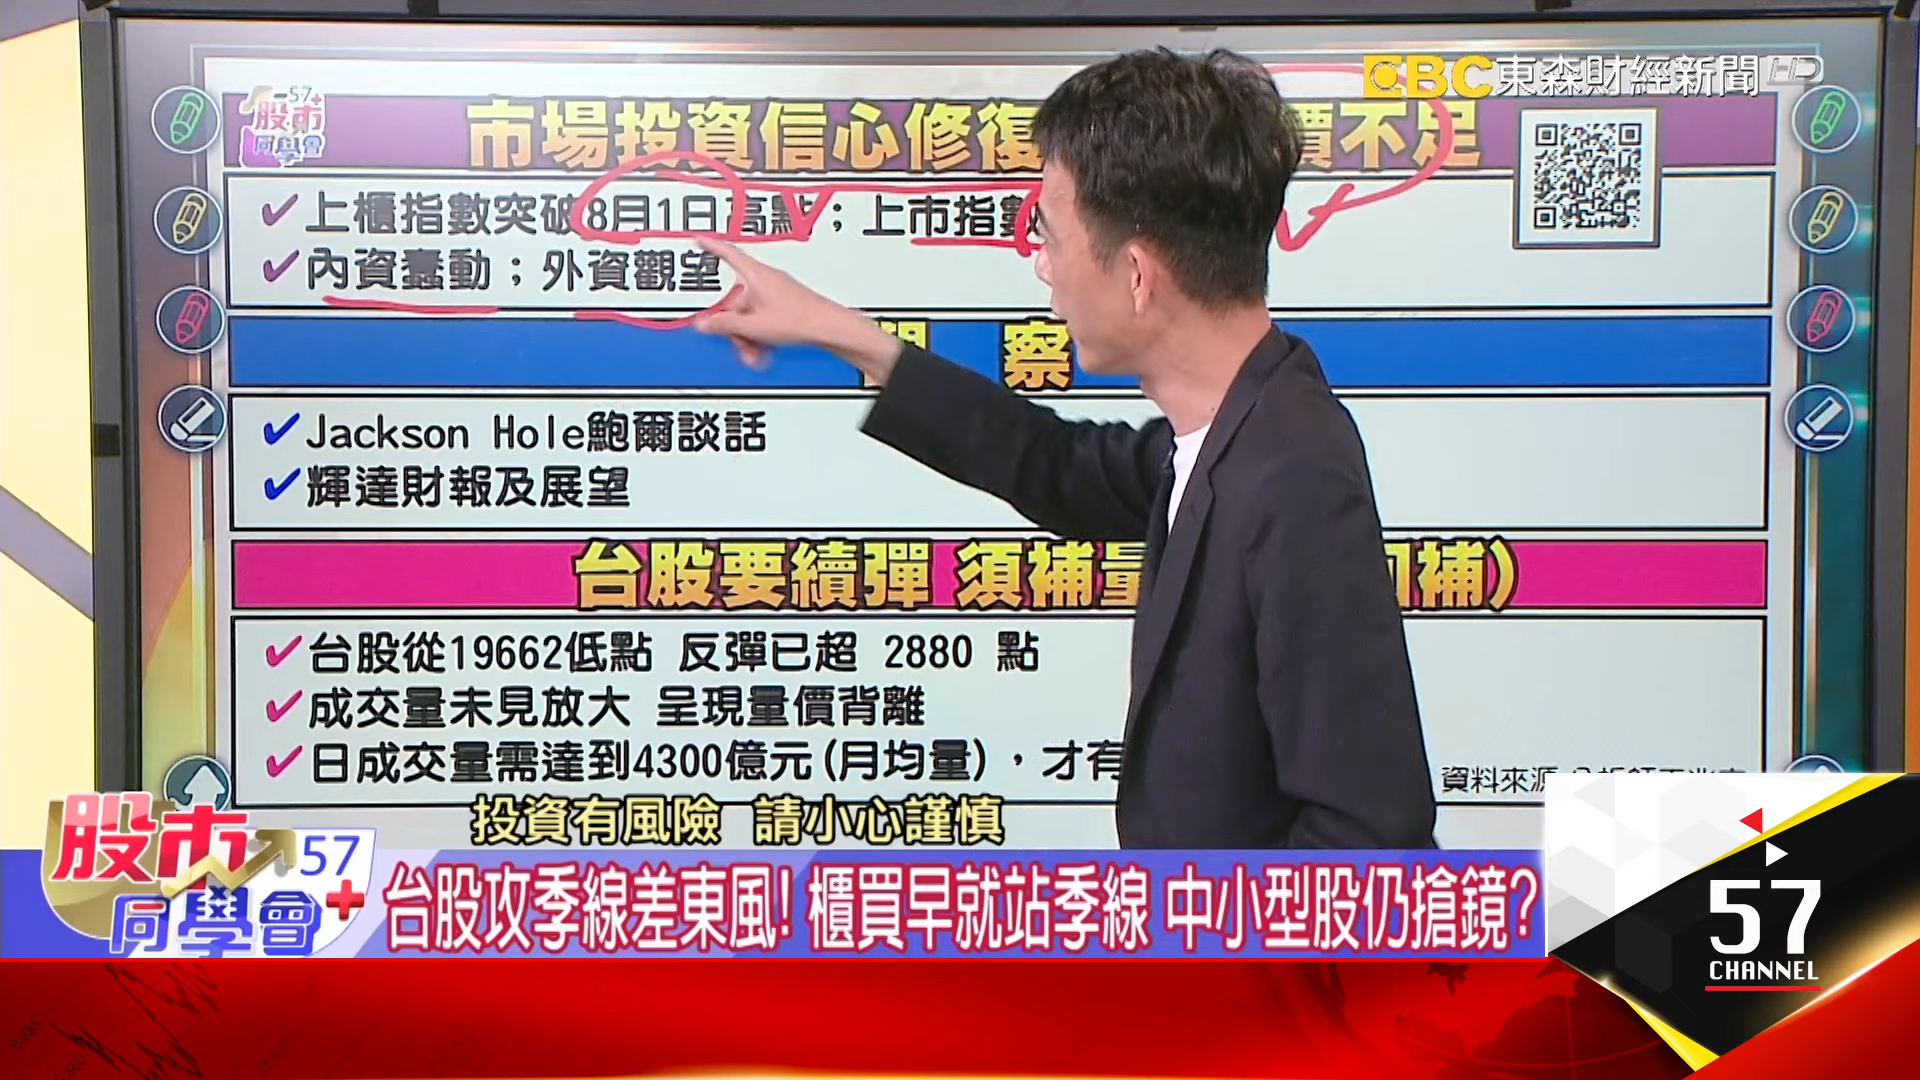 EBC東森財經新聞HD
57+
股市
同學會
市場投資信心修復
價不足
上櫃指數突破8月1日高點；上市指數
內資蠢動；外資觀望
察
Jackson Hole鮑爾談話
輝達財報及展望
台股要續彈 須補量
補)
台股從19662低點 反彈已超 2880 點
成交量未見放大 呈現量價背離
日成交量需達到4300億元(月均量)，才有
資料來源
投資有風險 請小心謹慎
股市 57
同學會+
台股攻季線差東風! 櫃買早就站季線 中小型股仍搶鏡?
57
CHANNEL